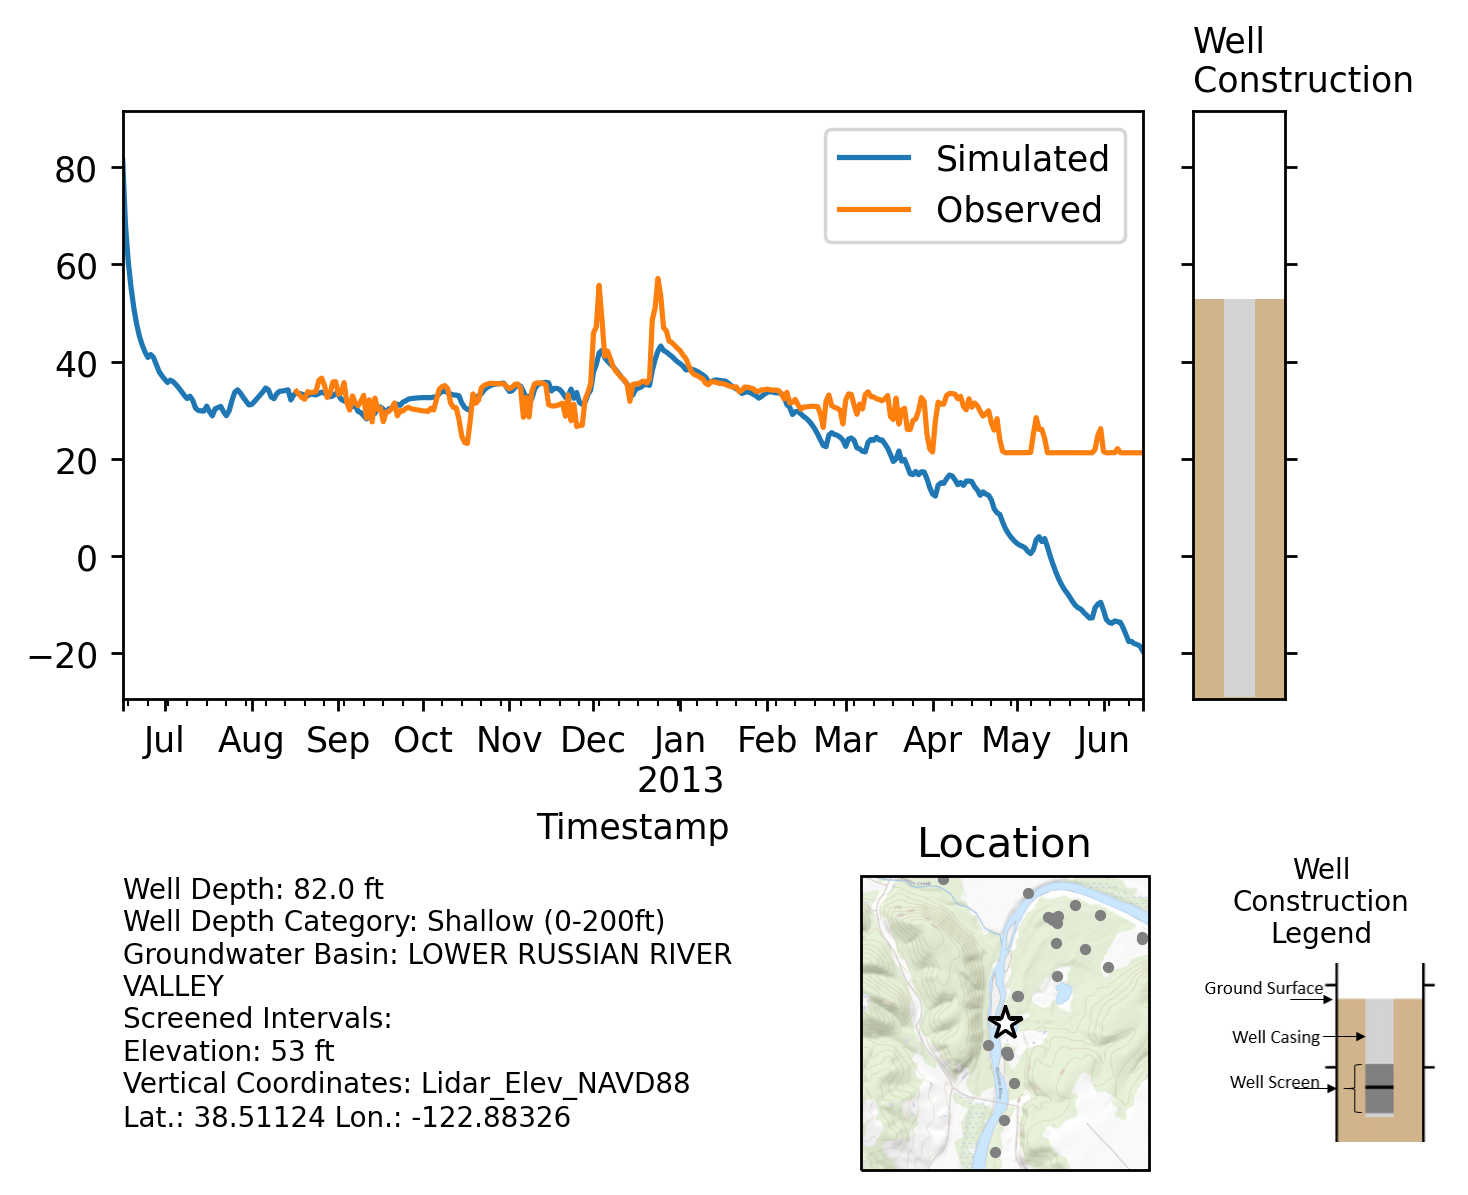 Well
Construction
Simulated
Observed
80
60
40
20
0
−20
Jul Aug Sep Oct Nov Dec Jan Feb Mar Apr May Jun
2013
Timestamp
Location
Well Depth: 82.0 ft
Well Depth Category: Shallow (0-200ft)
Groundwater Basin: LOWER RUSSIAN RIVER
VALLEY
Screened Intervals:
Elevation: 53 ft
Vertical Coordinates: Lidar_Elev_NAVD88
Lat.: 38.51124 Lon.: -122.88326
Well
Construction
Legend
Ground Surface
Well Casing
Well Screen